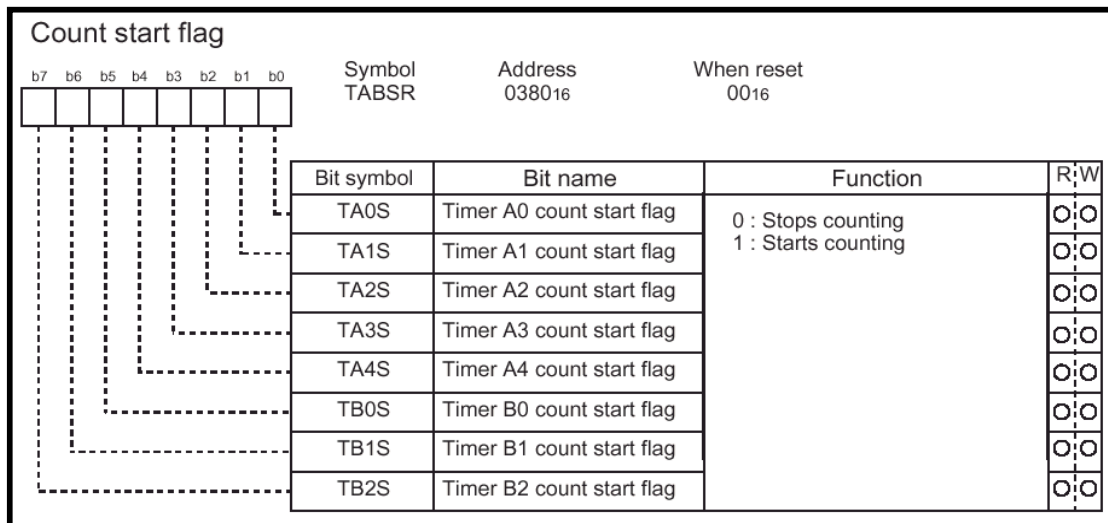 Count start flag
b7 b6 b5 b4 b3 b2 b1 b0
Symbol Address When reset
TABSR 038016 0016
Bit symbol Bit name Function R W
TA0S Timer A0 count start flag 0 : Stops counting
1 : Starts counting
TA1S Timer A1 count start flag
TA2S Timer A2 count start flag
TA3S Timer A3 count start flag
TA4S Timer A4 count start flag
TB0S Timer B0 count start flag
TB1S Timer B1 count start flag
TB2S Timer B2 count start flag